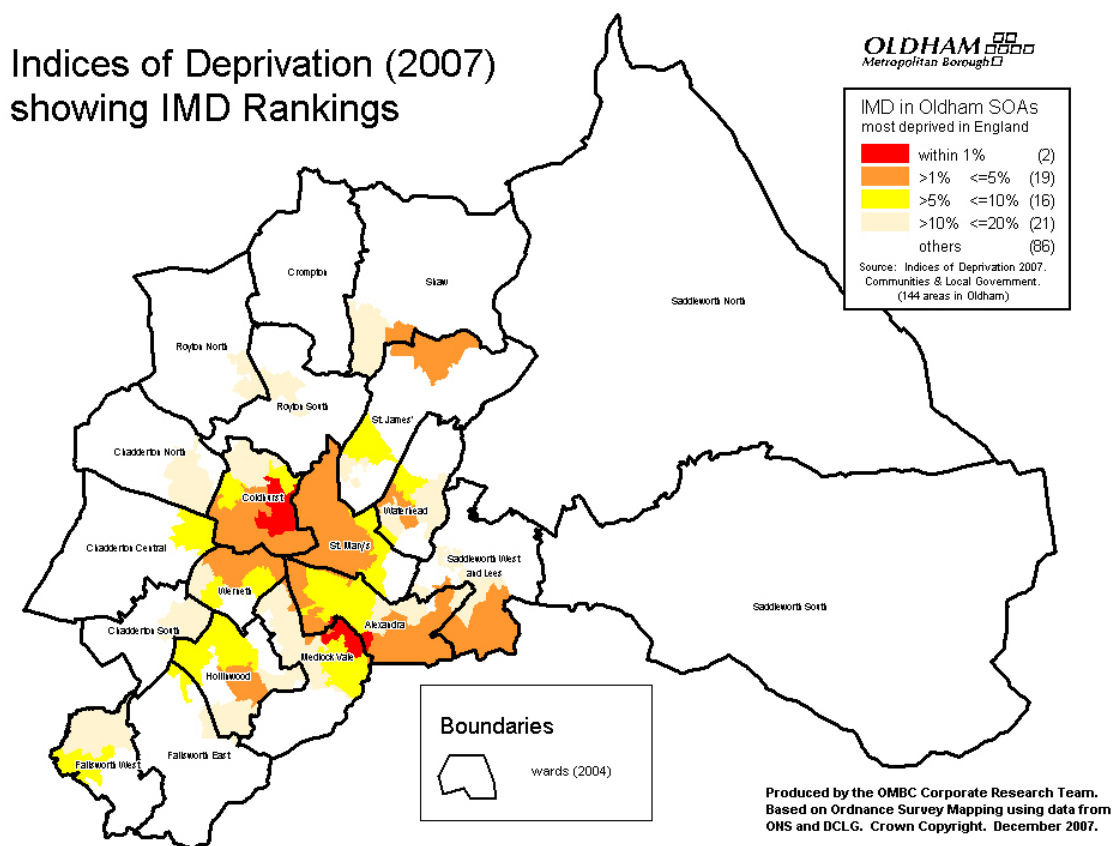 Indices of Deprivation (2007)
showing IMD Rankings
OLDHAM
Metropolitan Borough
IMD in Oldham SOAs
most deprived in England
within 1% (2)
>1% <=5% (19)
>5% <=10% (16)
>10% <=20% (21)
others (86)
Source: Indices of Deprivation 2007.
Communities & Local Government.
(144 areas in Oldham)
Crompton
Shaw
Saddleworth North
Royton North
Royton South
St. James'
Chadderton North
Coldhurst
Waterhead
Chadderton Central
St. Mary's
Saddleworth West
and Lees
Werneth
Saddleworth South
Alexandra
Chadderton South
Medlock Vale
Hollinwood
Failsworth East
Failsworth West
Boundaries
wards (2004)
Produced by the OMBC Corporate Research Team.
Based on Ordnance Survey Mapping using data from
ONS and DCLG. Crown Copyright. December 2007.